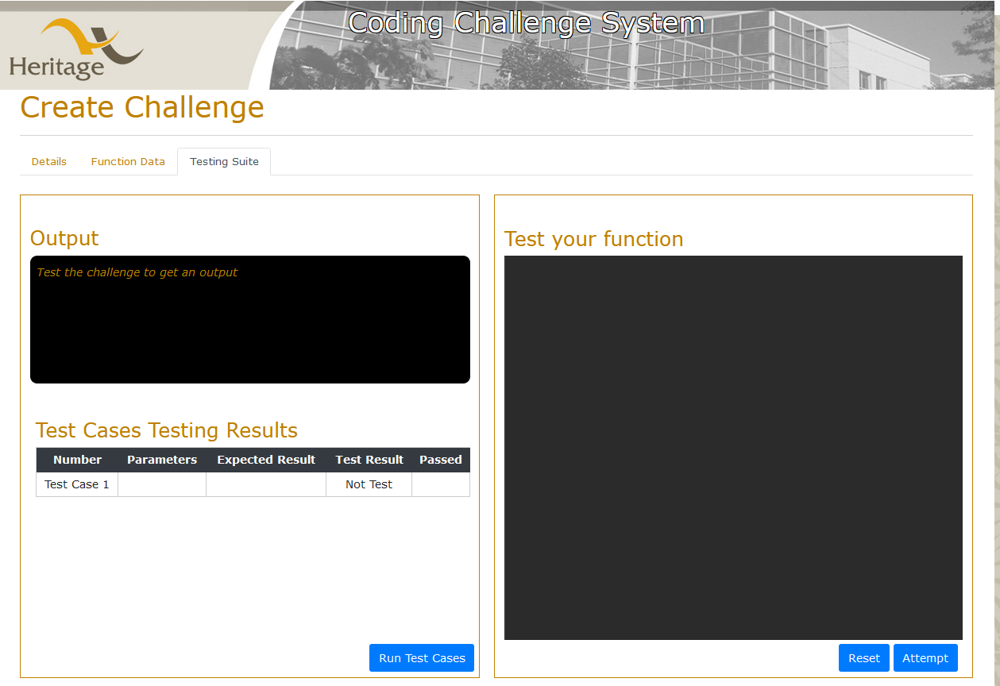 Coding Challenge System
Heritage
Create Challenge
Details Function Data Testing Suite
Output
Test the challenge to get an output
Test Cases Testing Results
Number Parameters Expected Result Test Result Passed
Test Case 1 Not Test
Run Test Cases
Test your function
Reset Attempt